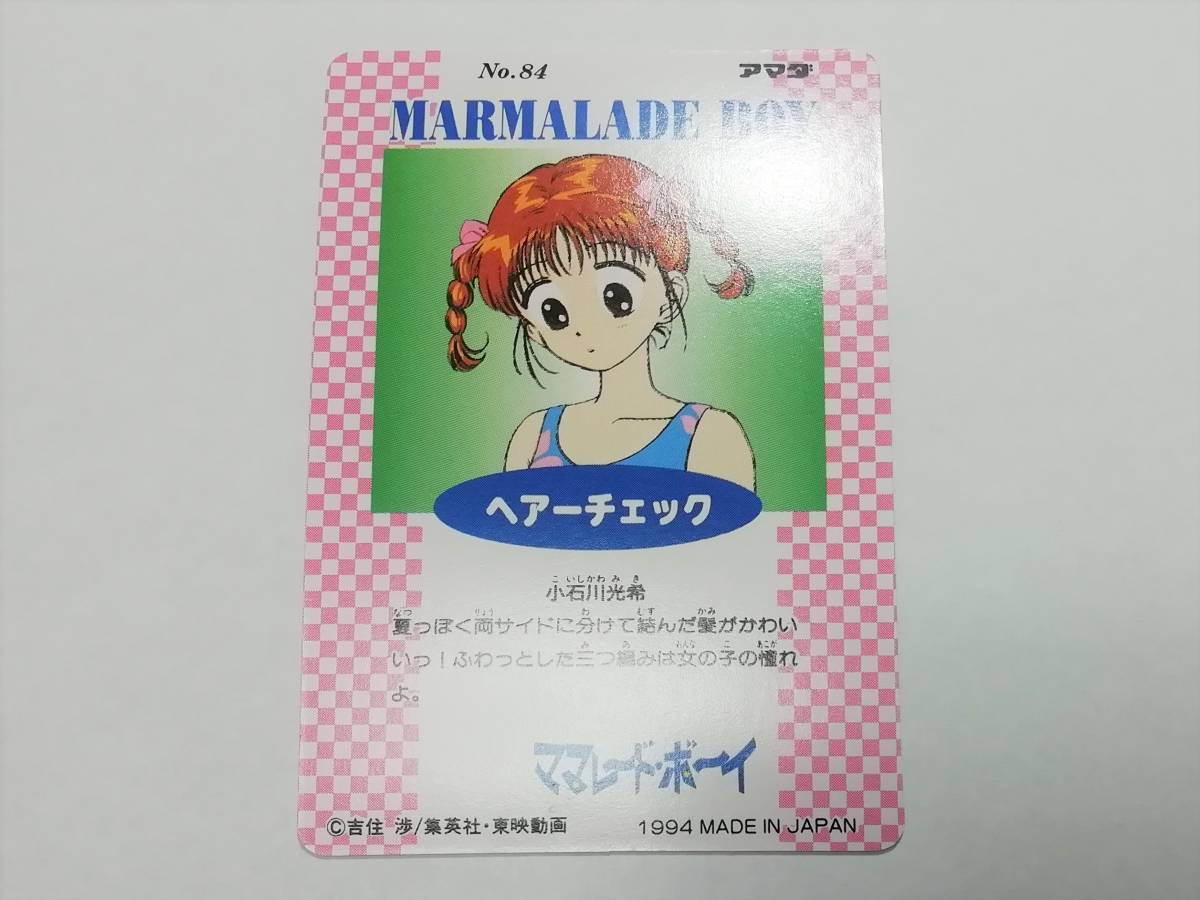 No.84 アマダ
MARMALADE BOY
ヘアーチェック
こいしかわみき
小石川光希
なつ りょう わ むす かみ
夏っぽく両サイドに分けて結んだ髪がかわい
み あ おんな こ あこが
いっ！ふわっとした三つ編みは女の子の憧れ
よ。
ママレード・ボーイ
©吉住 渉/集英社・東映動画 1994 MADE IN JAPAN